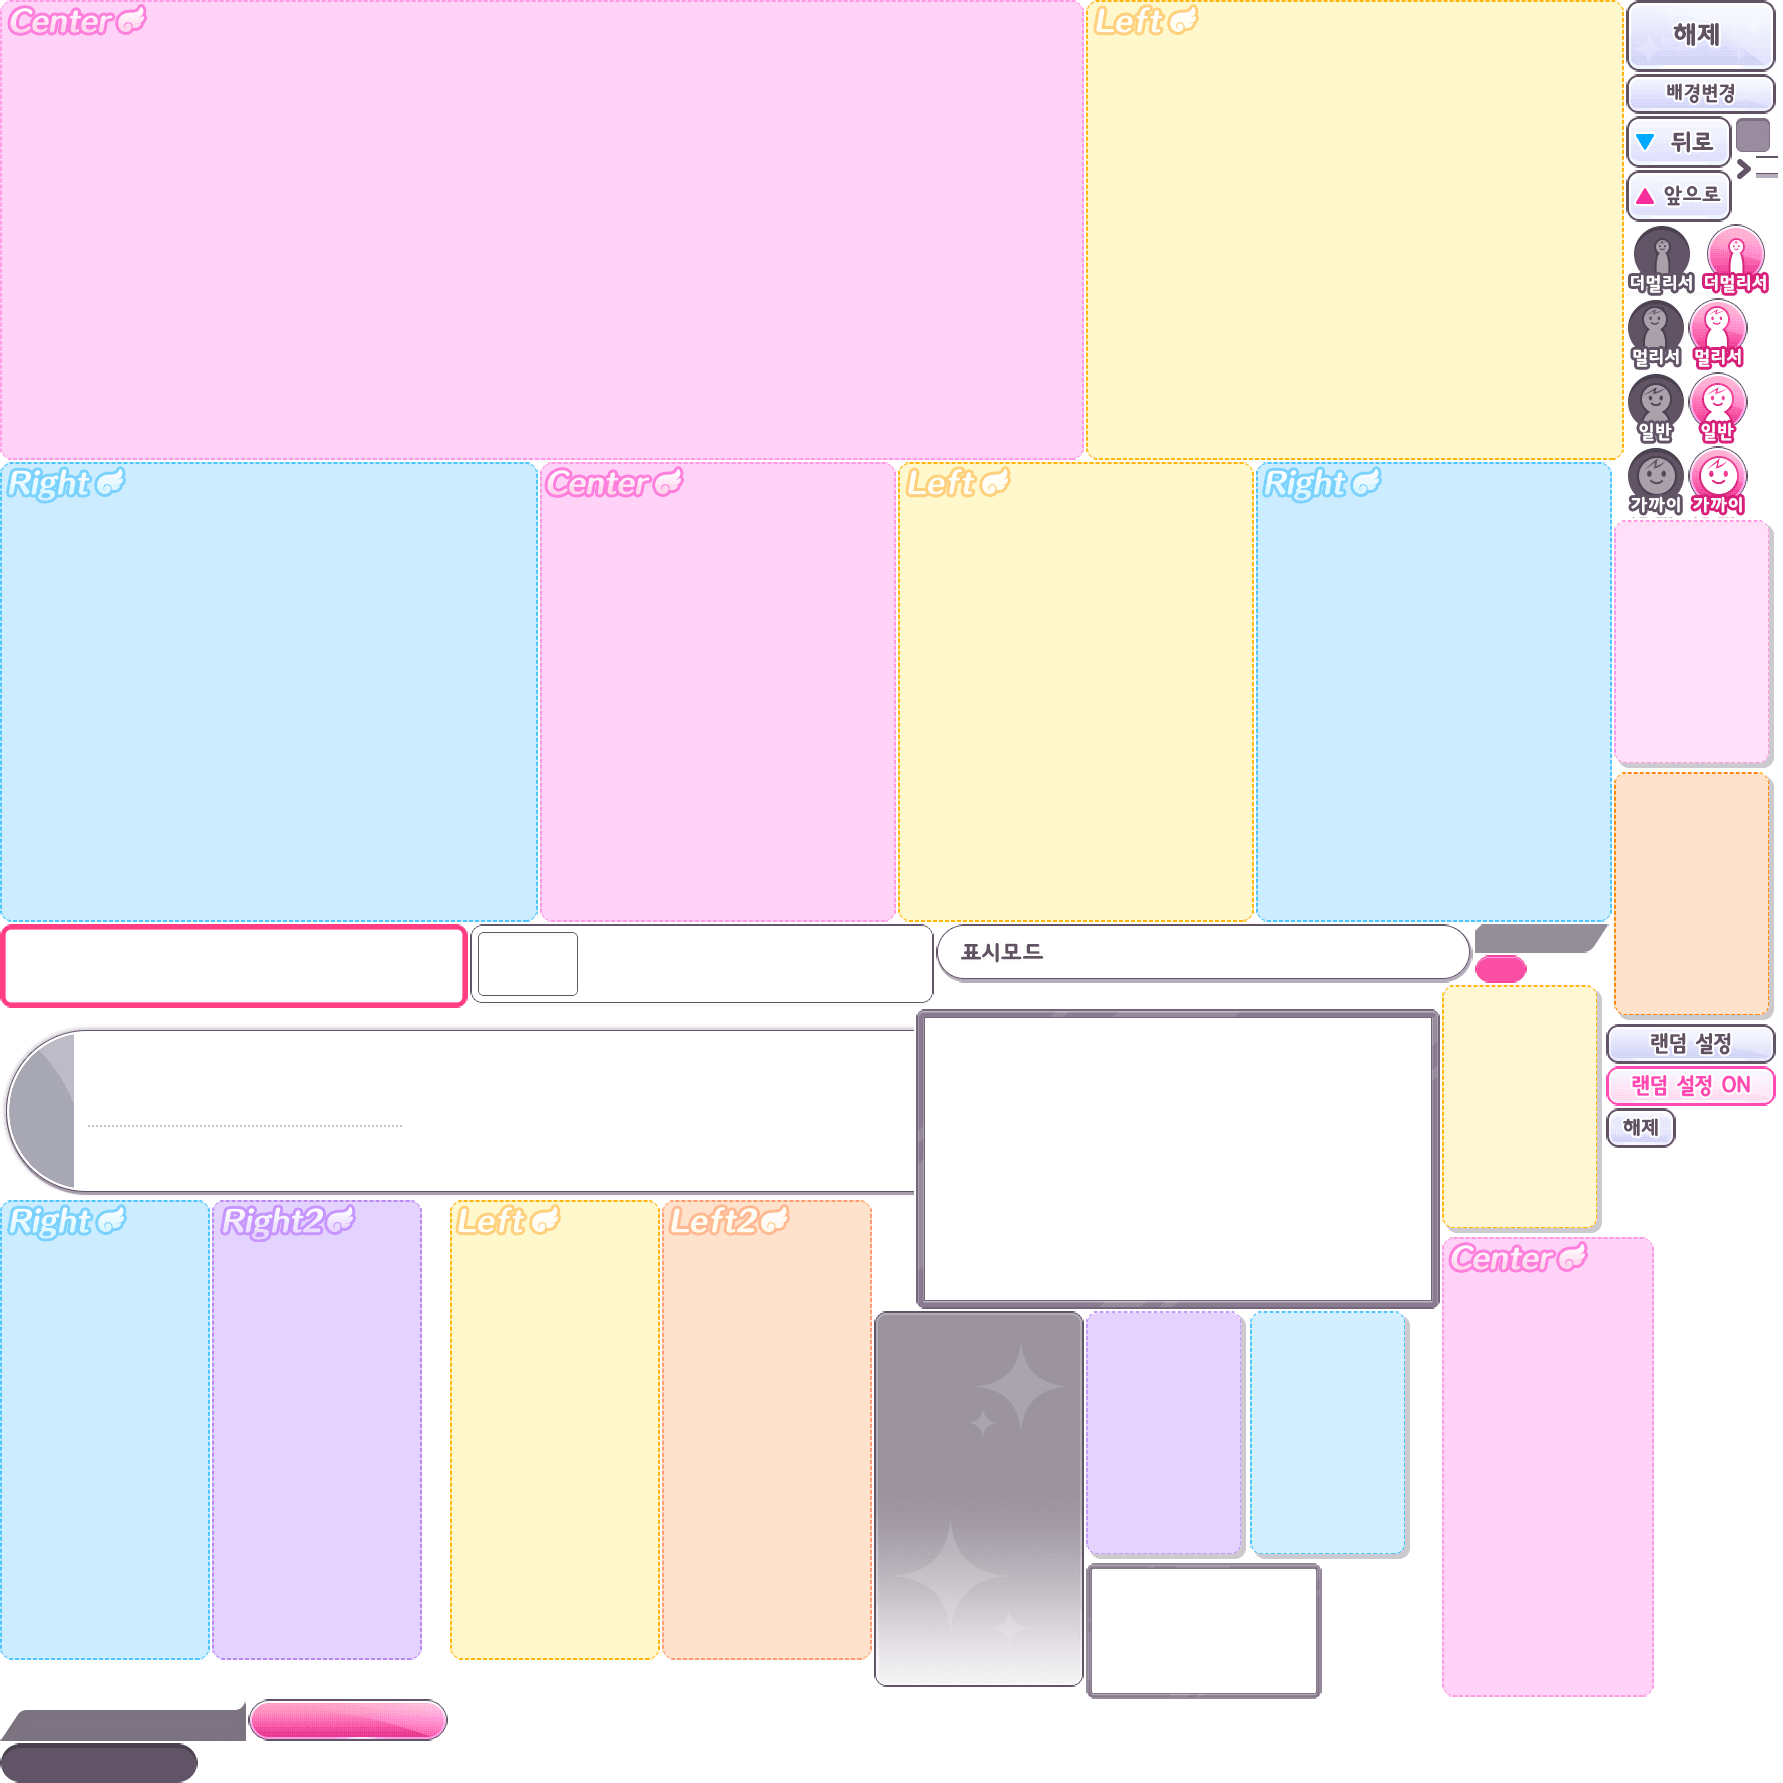 Center
Left
해제
배경변경
뒤로
앞으로
더멀리서
더멀리서
멀리서
멀리서
일반
일반
가까이
가까이
Right
Center
Left
Right
표시모드
랜덤 설정
랜덤 설정 ON
해제
Right
Right2
Left
Left2
Center